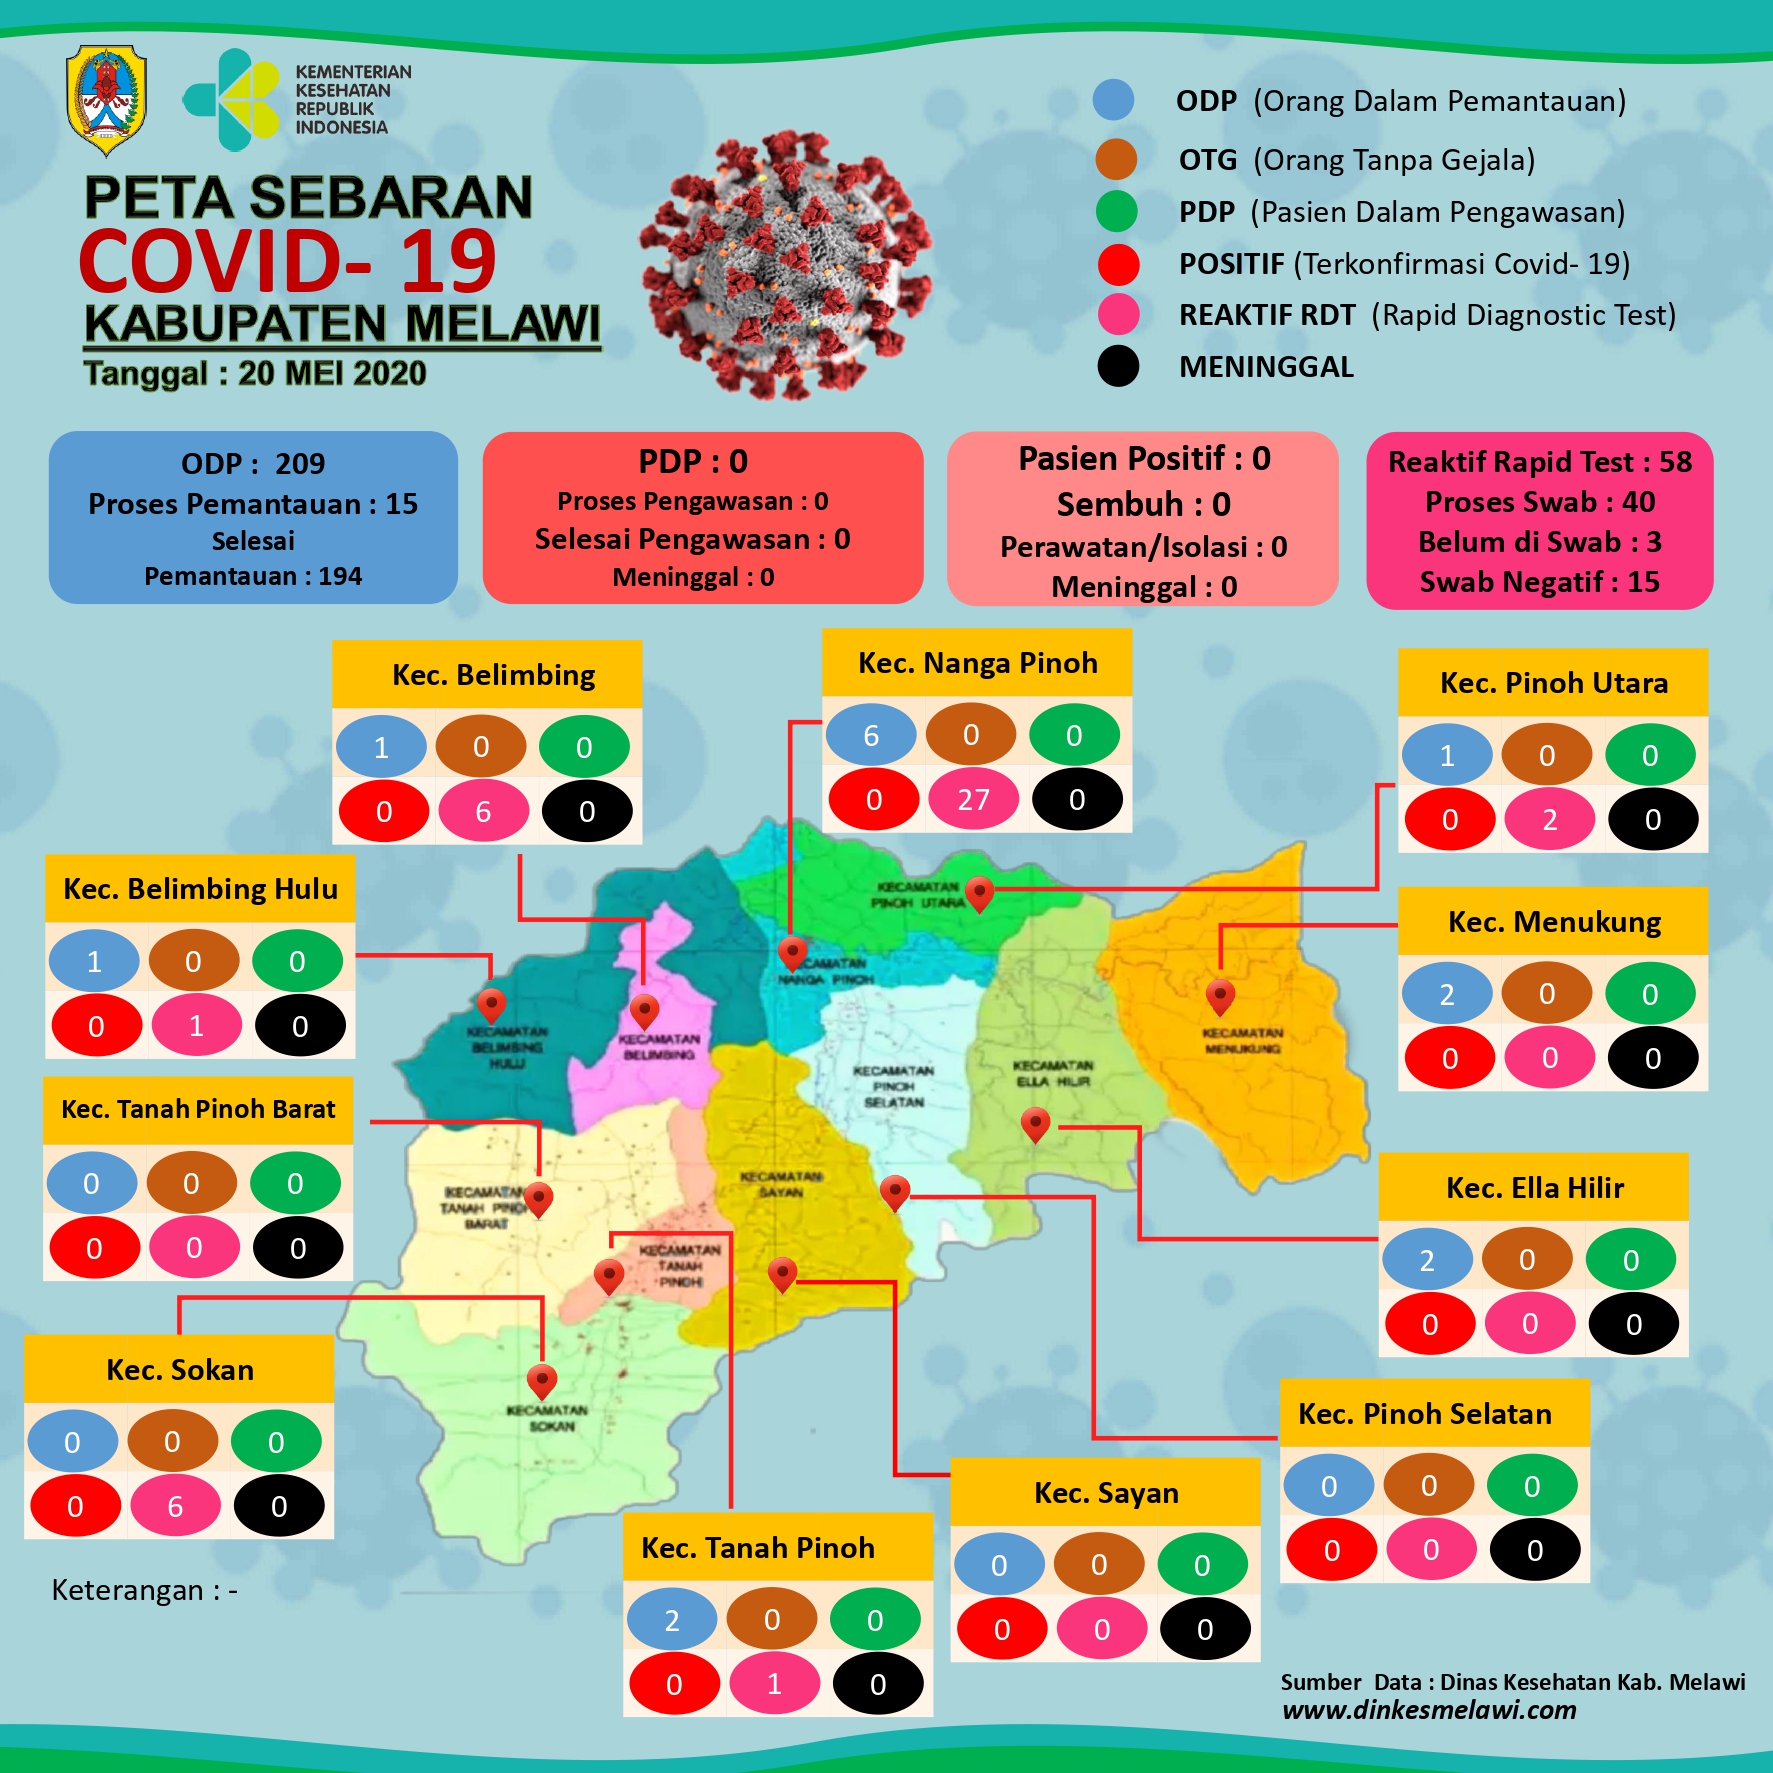 KEMENTERIAN
KESEHATAN
REPUBLIK
INDONESIA
PETA SEBARAN
COVID- 19
KABUPATEN MELAWI
Tanggal : 20 MEI 2020
ODP (Orang Dalam Pemantauan)
OTG (Orang Tanpa Gejala)
PDP (Pasien Dalam Pengawasan)
POSITIF (Terkonfirmasi Covid- 19)
REAKTIF RDT (Rapid Diagnostic Test)
MENINGGAL
ODP : 209
Proses Pemantauan : 15
Selesai
Pemantauan : 194
PDP : 0
Proses Pengawasan : 0
Selesai Pengawasan : 0
Meninggal : 0
Pasien Positif : 0
Sembuh : 0
Perawatan/Isolasi : 0
Meninggal : 0
Reaktif Rapid Test : 58
Proses Swab : 40
Belum di Swab : 3
Swab Negatif : 15
Kec. Belimbing
1 0 0
0 6 0
Kec. Nanga Pinoh
6 0 0
0 27 0
Kec. Pinoh Utara
1 0 0
0 2 0
Kec. Belimbing Hulu
1 0 0
0 1 0
Kec. Menukung
2 0 0
0 0 0
Kec. Tanah Pinoh Barat
0 0 0
0 0 0
Kec. Ella Hilir
2 0 0
0 0 0
Kec. Sokan
0 0 0
0 6 0
Kec. Pinoh Selatan
0 0 0
0 0 0
Kec. Sayan
0 0 0
0 0 0
Kec. Tanah Pinoh
2 0 0
0 1 0
KECAMATAN
PINOH UTARA
KECAMATAN
NANGA PINOH
KECAMATAN
BELIMBING
HULU
KECAMATAN
BELIMBING
KECAMATAN
MENUKUNG
KECAMATAN
PINOH
SELATAN
KECAMATAN
ELLA HILIR
KECAMATAN
SAYAN
KECAMATAN
TANAH PINOH
BARAT
KECAMATAN
TANAH
PINOH
KECAMATAN
SOKAN
Keterangan : -
Sumber Data : Dinas Kesehatan Kab. Melawi
www.dinkesmelawi.com